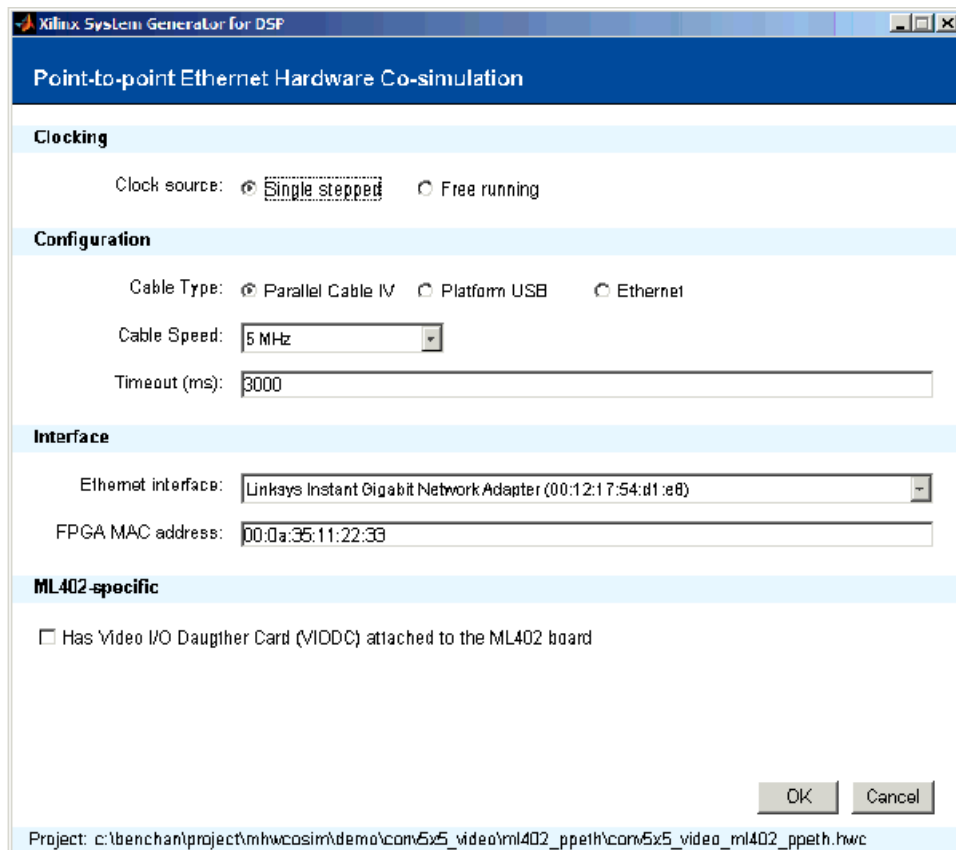 Xilinx System Generator for DSP
Point-to-point Ethernet Hardware Co-simulation
Clocking
Clock source: Single stepped Free running
Configuration
Cable Type: Parallel Cable IV Platform USB Ethernet
Cable Speed: 5 MHz
Timeout (ms): 3000
Interface
Ethernet interface: Linksys Instant Gigabit Network Adapter (00:12:17:54:d1:e8)
FPGA MAC address: 00:0a:35:11:22:33
ML402-specific
Has Video I/O Daugther Card (VIODC) attached to the ML402 board
OK Cancel
Project: c:\benchan\project\mhwcosim\demo\conv5x5_video\ml402_ppeth\conv5x5_video_ml402_ppeth.hwc